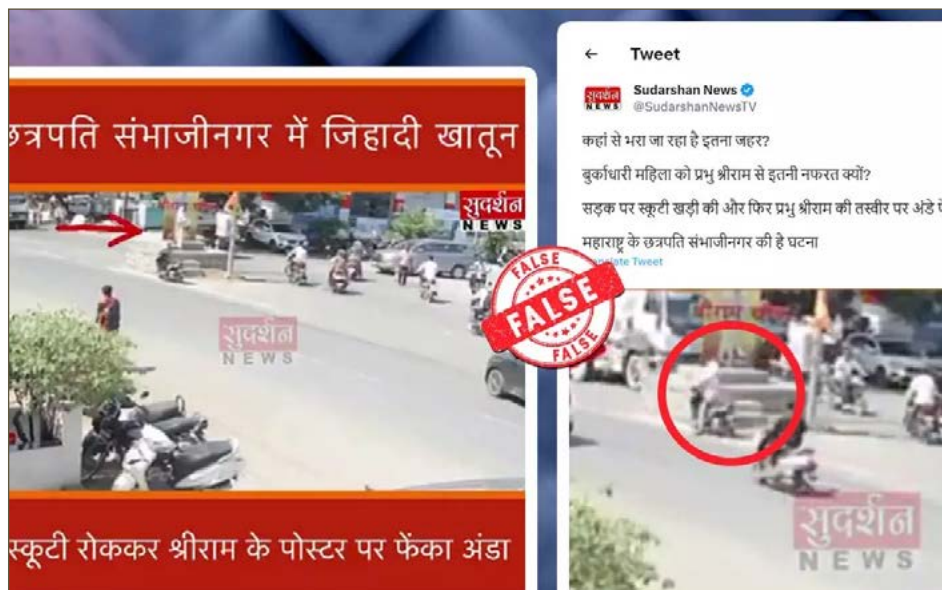 छत्रपति संभाजीनगर में जिहादी खातून
सुदर्शन
NEWS
सुदर्शन
NEWS
स्कूटी रोककर श्रीराम के पोस्टर पर फेंका अंडा
← Tweet
सुदर्शन
NEWS
Sudarshan News
@SudarshanNewsTV
कहां से भरा जा रहा है इतना जहर?
बुर्काधारी महिला को प्रभु श्रीराम से इतनी नफरत क्यों?
सड़क पर स्कूटी खड़ी की और फिर प्रभु श्रीराम की तस्वीर पर अंडे
महाराष्ट्र के छत्रपति संभाजीनगर की है घटना
Translate Tweet
FALSE
FALSE
FALSE
सुदर्शन
NEWS